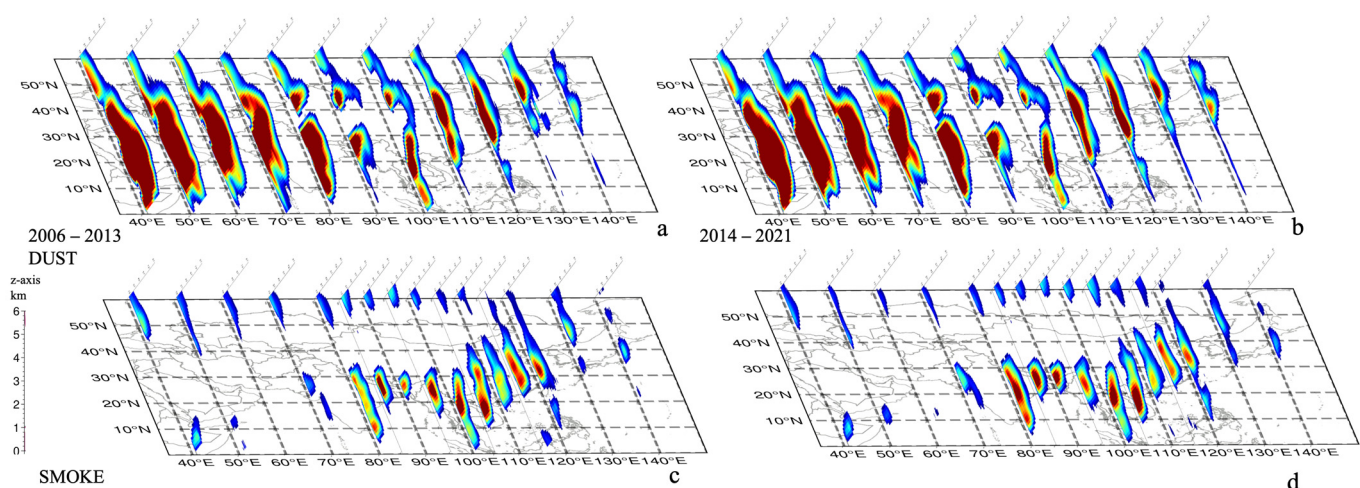 50°N 50°N
40°N 40°N
30°N 30°N
20°N 20°N
10°N 10°N
40°E 50°E 60°E 70°E 80°E 90°E 100°E 110°E 120°E 130°E 140°E a
40°E 50°E 60°E 70°E 80°E 90°E 100°E 110°E 120°E 130°E 140°E b
2006 – 2013 2014 – 2021
DUST
z-axis
km
6
5
4
3
2
1
0
50°N 50°N
40°N 40°N
30°N 30°N
20°N 20°N
10°N 10°N
40°E 50°E 60°E 70°E 80°E 90°E 100°E 110°E 120°E 130°E 140°E
40°E 50°E 60°E 70°E 80°E 90°E 100°E 110°E 120°E 130°E 140°E
SMOKE c d